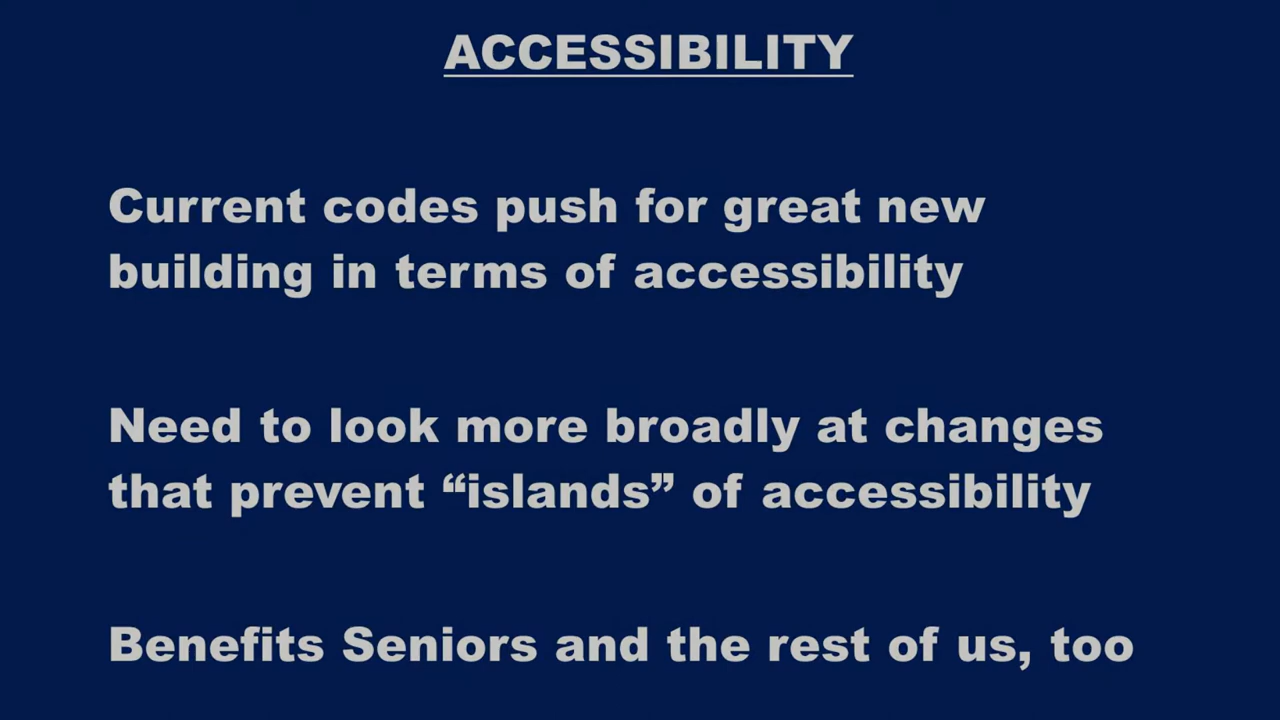 ACCESSIBILITY
Current codes push for great new
building in terms of accessibility
Need to look more broadly at changes
that prevent “islands” of accessibility
Benefits Seniors and the rest of us, too